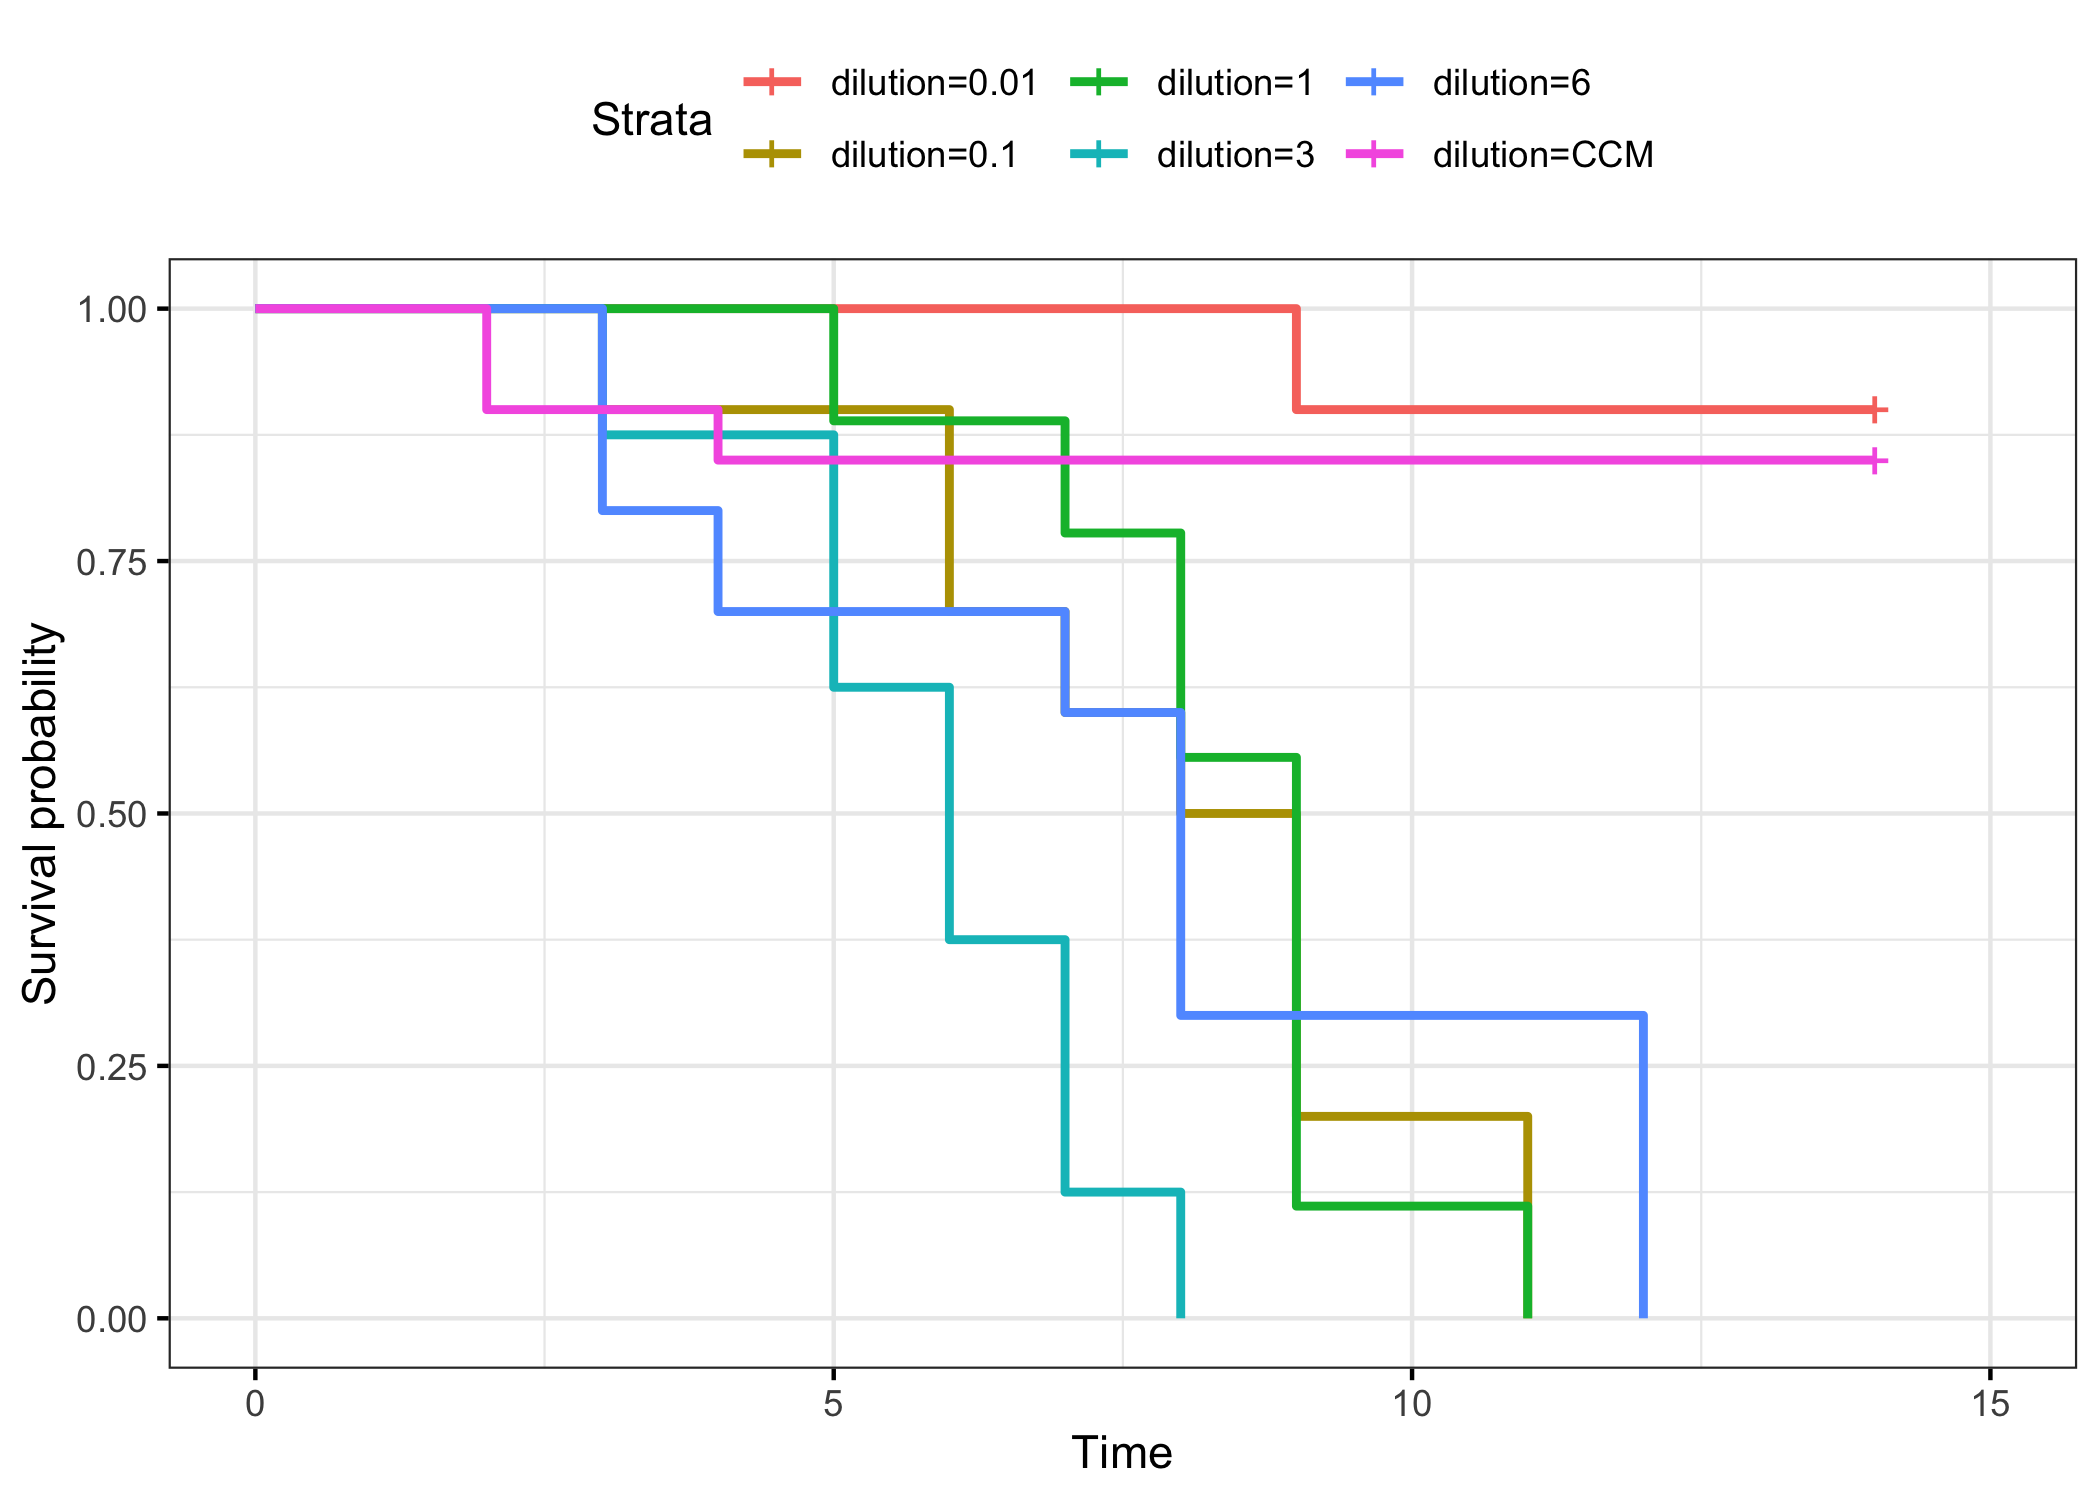 Strata
dilution=0.01 dilution=1 dilution=6
dilution=0.1 dilution=3 dilution=CCM
1.00
0.75
0.50
0.25
0.00
Survival probability
0 5 10 15
Time